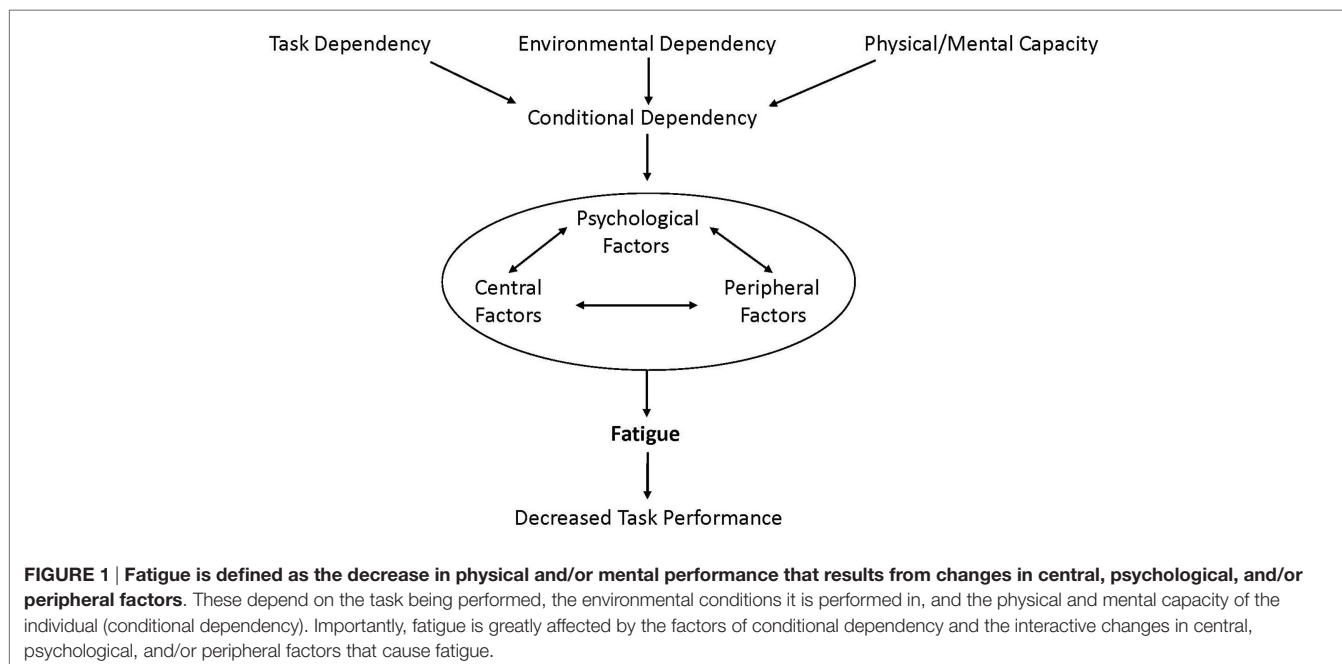 Task Dependency Environmental Dependency Physical/Mental Capacity
Conditional Dependency
Psychological
Factors
Central Peripheral
Factors Factors
Fatigue
Decreased Task Performance
FIGURE 1 | Fatigue is defined as the decrease in physical and/or mental performance that results from changes in central, psychological, and/or
peripheral factors. These depend on the task being performed, the environmental conditions it is performed in, and the physical and mental capacity of the
individual (conditional dependency). Importantly, fatigue is greatly affected by the factors of conditional dependency and the interactive changes in central,
psychological, and/or peripheral factors that cause fatigue.